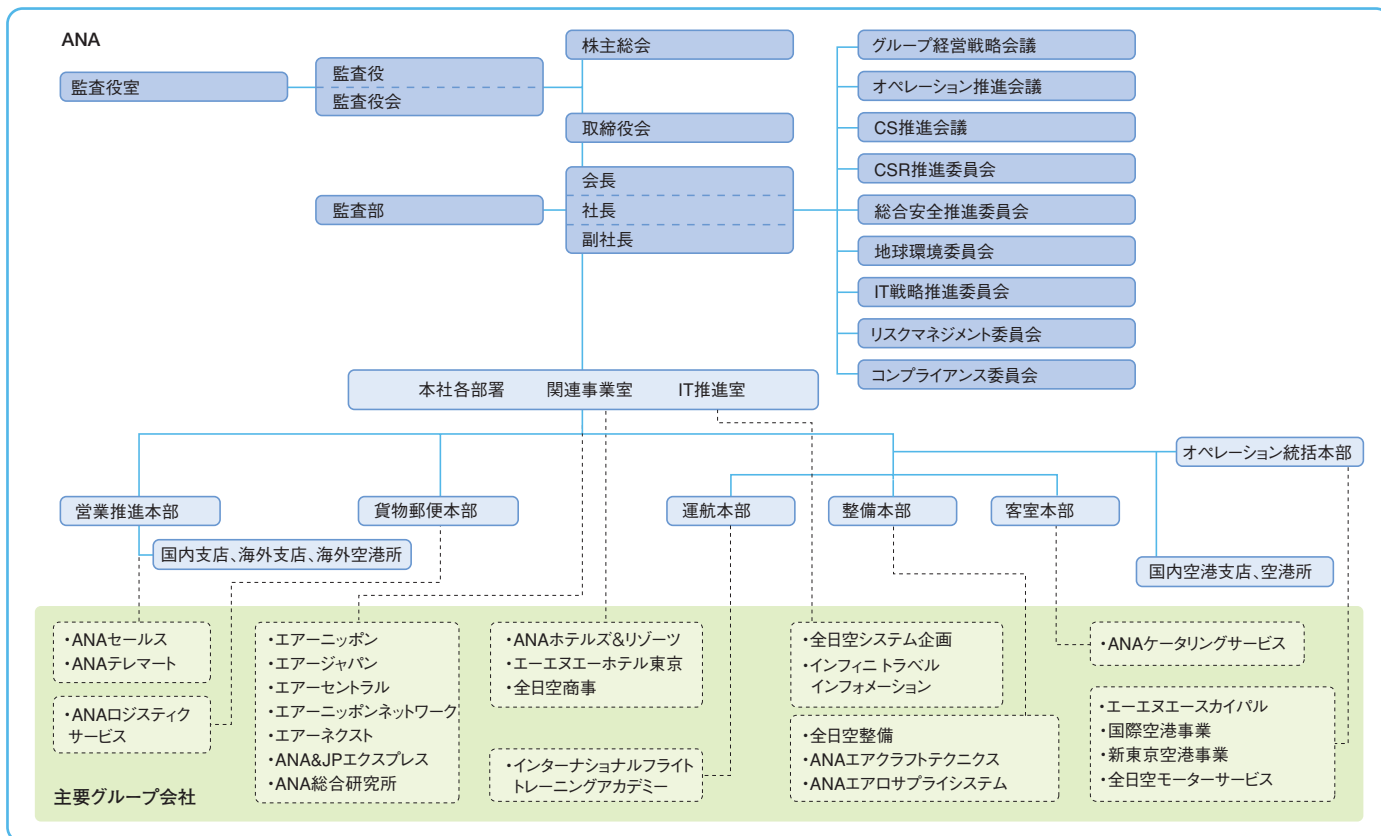 ANA
監査役室
監査役
監査役会
株主総会
取締役会
監査部
会長
社長
副社長
グループ経営戦略会議
オペレーション推進会議
CS推進会議
CSR推進委員会
総合安全推進委員会
地球環境委員会
IT戦略推進委員会
リスクマネジメント委員会
コンプライアンス委員会
本社各部署 関連事業室 IT推進室
オペレーション統括本部
営業推進本部
貨物郵便本部
運航本部
整備本部
客室本部
国内支店、海外支店、海外空港所
国内空港支店、空港所
・ANAセールス
・ANAテレマート
・ANAロジスティク
サービス
・エアーニッポン
・エアージャパン
・エアーセントラル
・エアーニッポンネットワーク
・エアーネクスト
・ANA&JPエクスプレス
・ANA総合研究所
・ANAホテルズ&リゾーツ
・エーエヌエーホテル東京
・全日空商事
・インターナショナルフライト
トレーニングアカデミー
・全日空システム企画
・インフィニ トラベル
インフォメーション
・全日空整備
・ANAエアクラフトテクニクス
・ANAエアロサプライシステム
・ANAケータリングサービス
・エーエヌエースカイパル
・国際空港事業
・新東京空港事業
・全日空モーターサービス
主要グループ会社